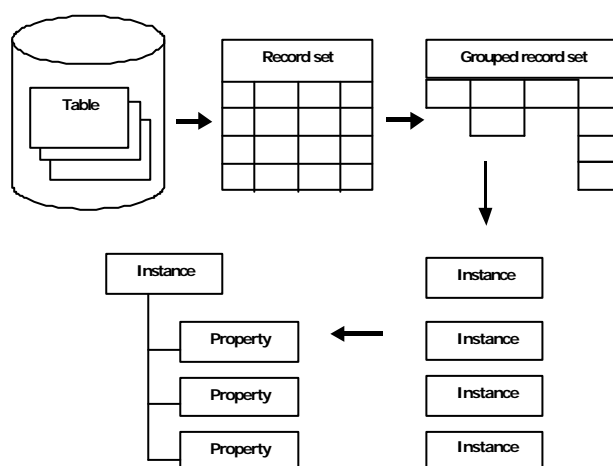 Table
Record set
Grouped record set
Instance
Property
Property
Property
Instance
Instance
Instance
Instance